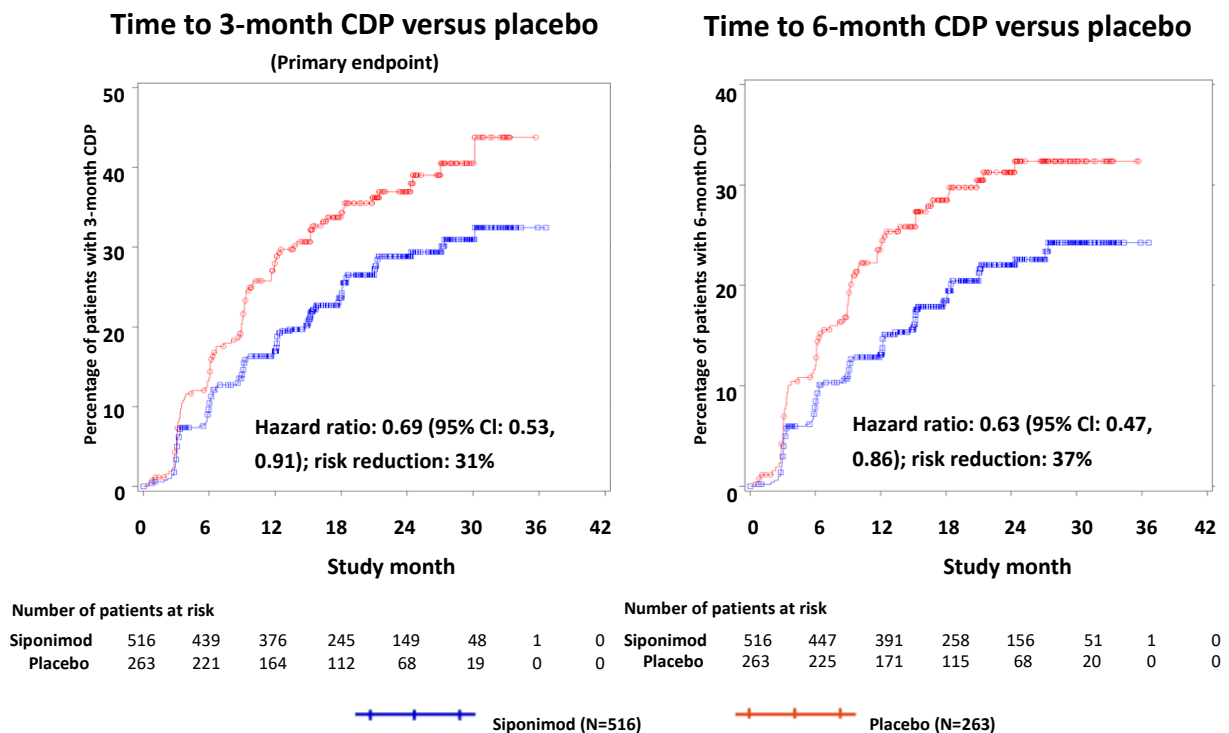 Time to 3-month CDP versus placebo
(Primary endpoint)
Percentage of patients with 3-month CDP
50
40
30
20
10
0
Hazard ratio: 0.69 (95% Cl: 0.53,
0.91); risk reduction: 31%
0 6 12 18 24 30 36 42
Study month
Number of patients at risk
Siponimod 516 439 376 245 149 48 1 0
Placebo 263 221 164 112 68 19 0 0
Time to 6-month CDP versus placebo
Percentage of patients with 6-month CDP
40
30
20
10
0
Hazard ratio: 0.63 (95% Cl: 0.47,
0.86); risk reduction: 37%
0 6 12 18 24 30 36 42
Study month
Number of patients at risk
Siponimod 516 447 391 258 156 51 1 0
Placebo 263 225 171 115 68 20 0 0
Siponimod (N=516)
Placebo (N=263)